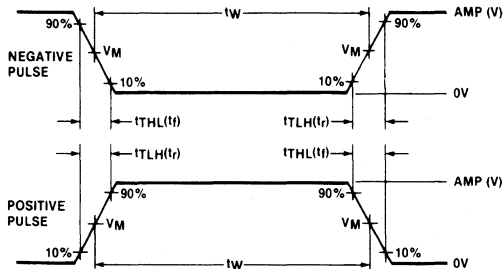 tW
AMP (V)
90%
90%
NEGATIVE
PULSE
VM
VM
10%
10%
0V
tTHL(tf)
tTLH(tr)
tTLH(tr)
tTHL(tf)
AMP (V)
90%
90%
POSITIVE
PULSE
VM
VM
10%
10%
tW
0V